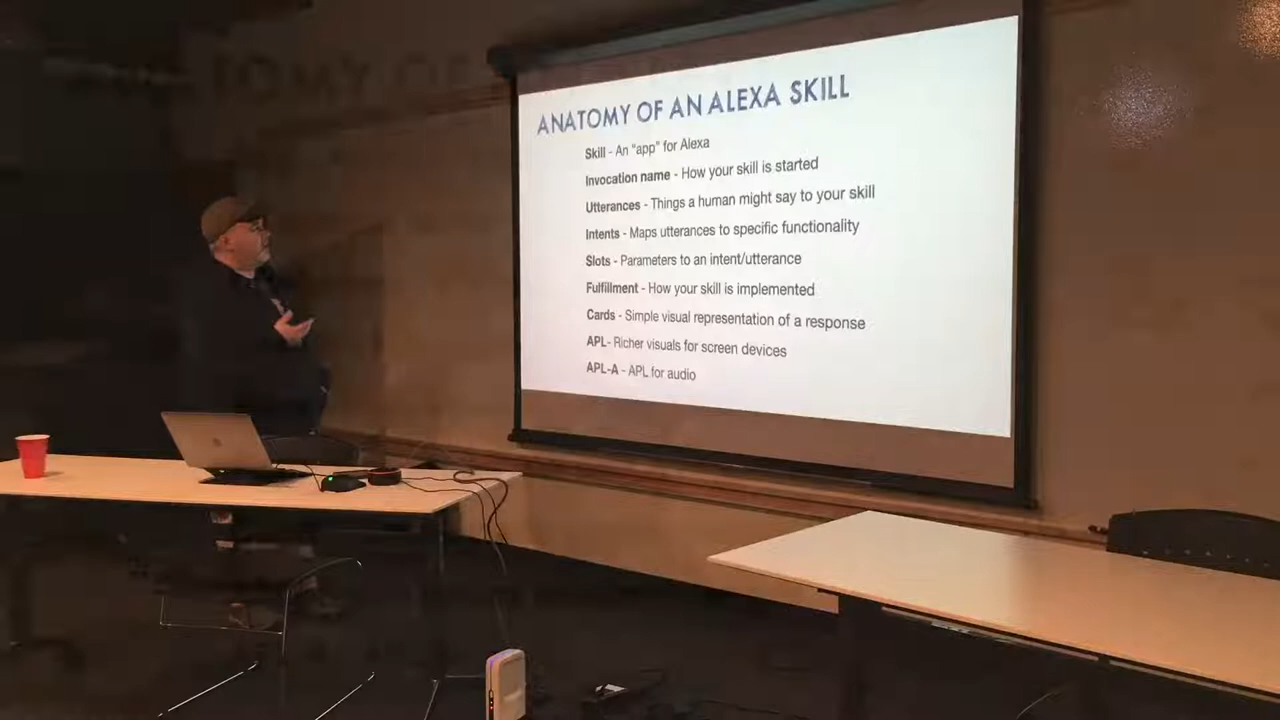 ANATOMY OF AN ALEXA SKILL
Skill - An "app" for Alexa
Invocation name - How your skill is started
Utterances - Things a human might say to your skill
Intents - Maps utterances to specific functionality
Slots - Parameters to an intent/utterance
Fulfillment - How your skill is implemented
Cards - Simple visual representation of a response
APL- Richer visuals for screen devices
APL-A - APL for audio